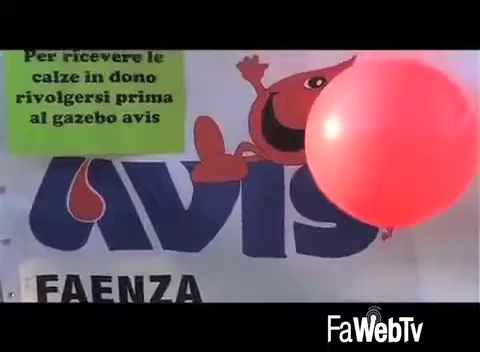 Per ricevere le
calze in dono
rivolgersi prima
al gazebo avis
AVIS
FAENZA
FaWebTv